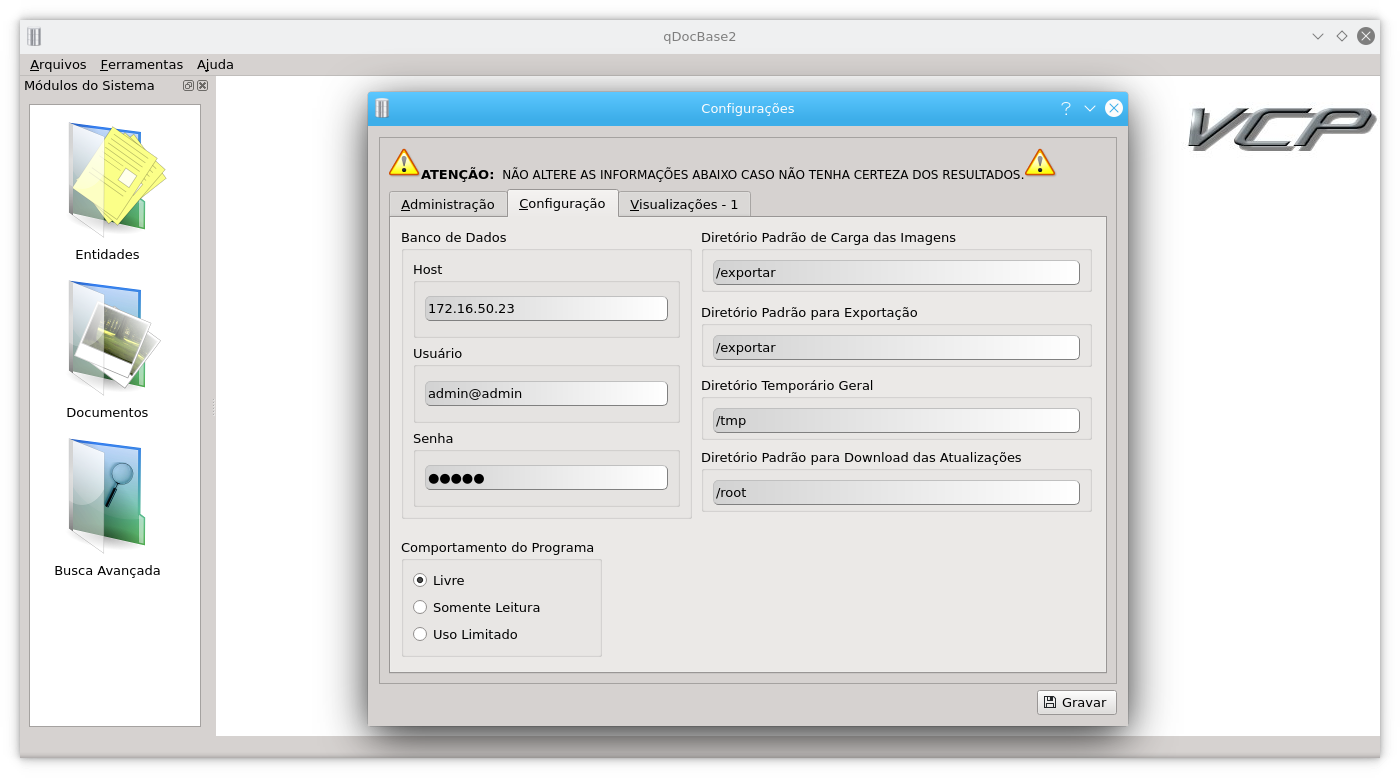 qDocBase2
Arquivos Ferramentas Ajuda
Módulos do Sistema
Entidades
Documentos
Busca Avançada
VCP
Configurações
ATENÇÃO: NÃO ALTERE AS INFORMAÇÕES ABAIXO CASO NÃO TENHA CERTEZA DOS RESULTADOS.
Administração Configuração Visualizações - 1
Banco de Dados
Host
172.16.50.23
Usuário
admin@admin
Senha
●●●●●
Comportamento do Programa
Livre
Somente Leitura
Uso Limitado
Diretório Padrão de Carga das Imagens
/exportar
Diretório Padrão para Exportação
/exportar
Diretório Temporário Geral
/tmp
Diretório Padrão para Download das Atualizações
/root
Gravar